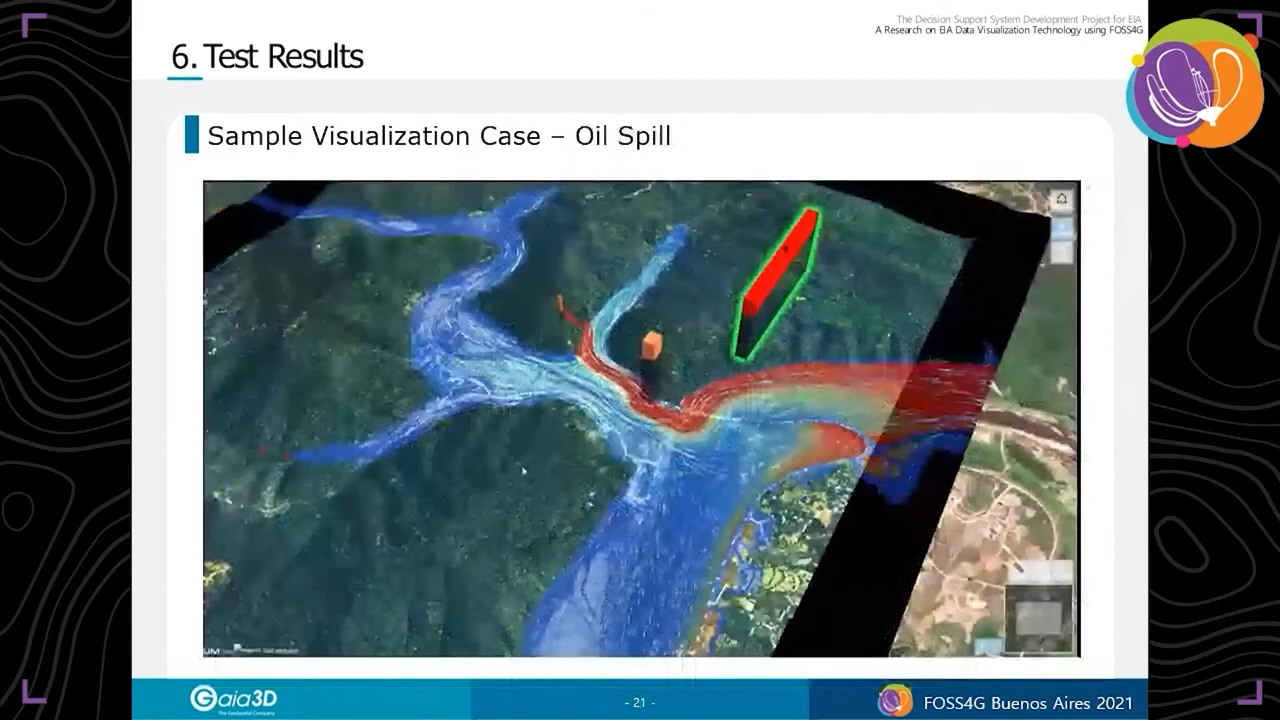 The Decision Support System Development Project for EIA
A Research on EIA Data Visualization Technology using FOSS4G
6. Test Results
Sample Visualization Case – Oil Spill
Gaia3D
The GeoSpatial Company
- 21 -
FOSS4G Buenos Aires 2021